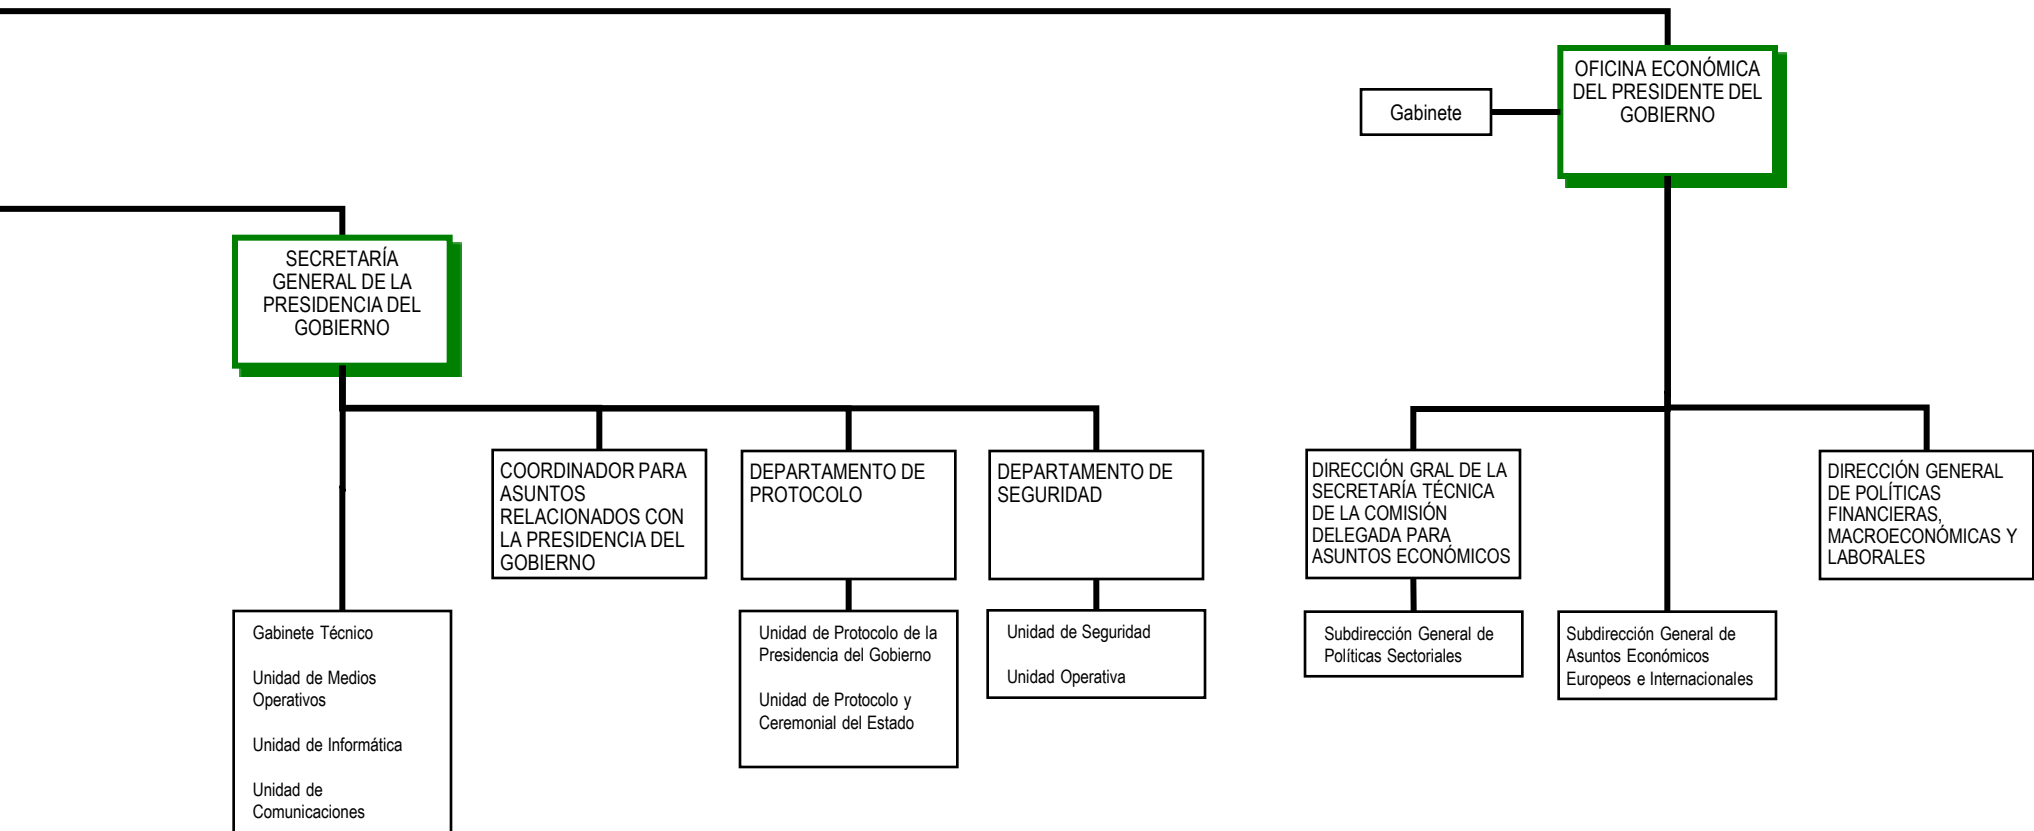 OFICINA ECONÓMICA
DEL PRESIDENTE DEL
GOBIERNO
Gabinete
SECRETARÍA
GENERAL DE LA
PRESIDENCIA DEL
GOBIERNO
COORDINADOR PARA
ASUNTOS
RELACIONADOS CON
LA PRESIDENCIA DEL
GOBIERNO
DEPARTAMENTO DE
PROTOCOLO
DEPARTAMENTO DE
SEGURIDAD
DIRECCIÓN GRAL DE LA
SECRETARÍA TÉCNICA
DE LA COMISIÓN
DELEGADA PARA
ASUNTOS ECONÓMICOS
DIRECCIÓN GENERAL
DE POLÍTICAS
FINANCIERAS,
MACROECONÓMICAS Y
LABORALES
Gabinete Técnico
Unidad de Medios
Operativos
Unidad de Informática
Unidad de
Comunicaciones
Unidad de Protocolo de la
Presidencia del Gobierno
Unidad de Protocolo y
Ceremonial del Estado
Unidad de Seguridad
Unidad Operativa
Subdirección General de
Políticas Sectoriales
Subdirección General de
Asuntos Económicos
Europeos e Internacionales